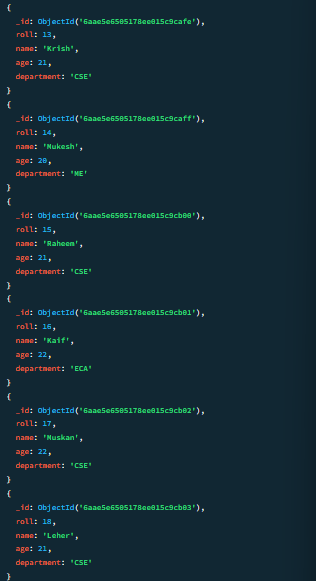 {
_id: ObjectId('6aae5e6505178ee015c9cafe'),
roll: 13,
name: 'Krish',
age: 21,
department: 'CSE'
}
{
_id: ObjectId('6aae5e6505178ee015c9caff'),
roll: 14,
name: 'Mukesh',
age: 20,
department: 'ME'
}
{
_id: ObjectId('6aae5e6505178ee015c9cb00'),
roll: 15,
name: 'Raheem',
age: 21,
department: 'CSE'
}
{
_id: ObjectId('6aae5e6505178ee015c9cb01'),
roll: 16,
name: 'Kaif',
age: 22,
department: 'ECA'
}
{
_id: ObjectId('6aae5e6505178ee015c9cb02'),
roll: 17,
name: 'Muskan',
age: 22,
department: 'CSE'
}
{
_id: ObjectId('6aae5e6505178ee015c9cb03'),
roll: 18,
name: 'Leher',
age: 21,
department: 'CSE'
}